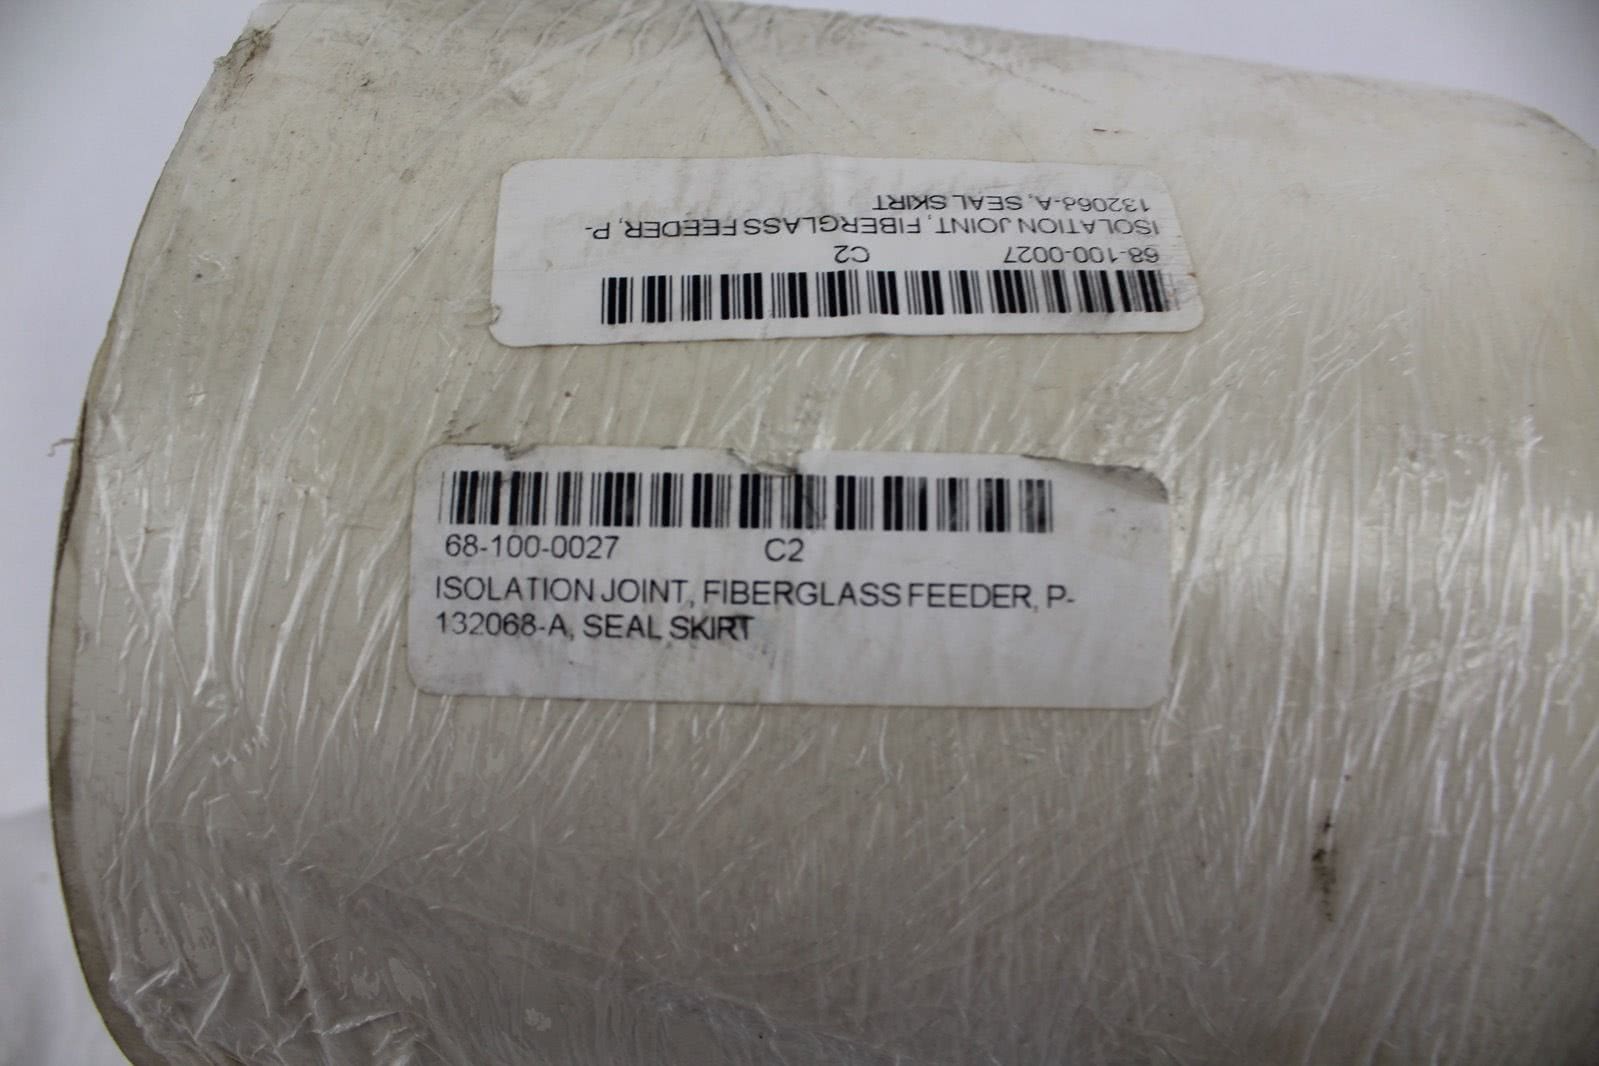 68-100-0027 C2
ISOLATION JOINT, FIBERGLASS FEEDER, P-
132068-A, SEAL SKIRT
68-100-0027 C2
ISOLATION JOINT, FIBERGLASS FEEDER, P-
132068-A, SEAL SKIRT